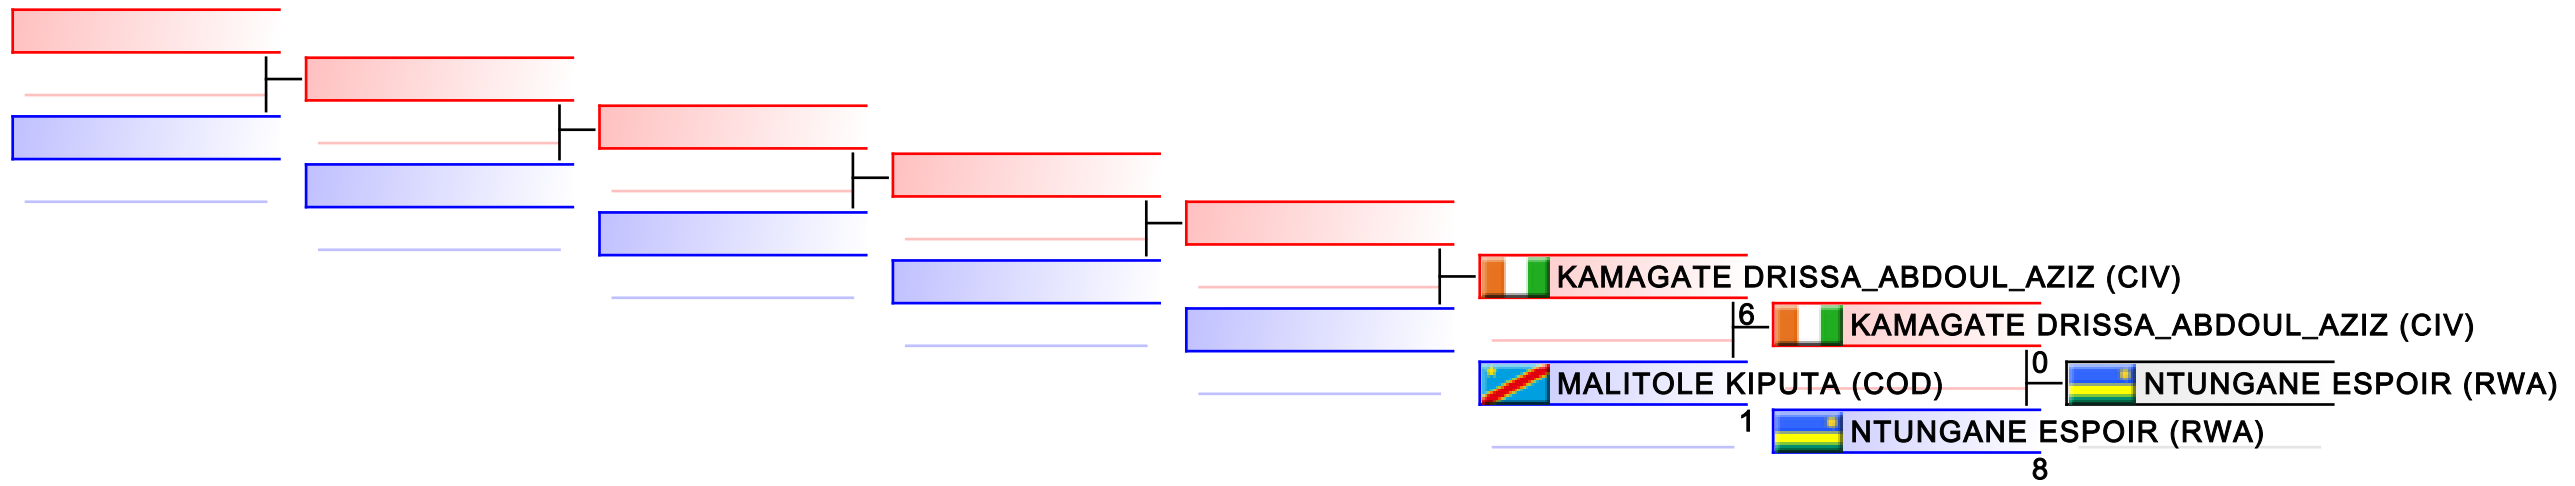 KAMAGATE DRISSA_ABDOUL_AZIZ (CIV)
6
KAMAGATE DRISSA_ABDOUL_AZIZ (CIV)
0
MALITOLE KIPUTA (COD)
NTUNGANE ESPOIR (RWA)
1
NTUNGANE ESPOIR (RWA)
8